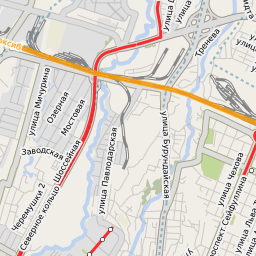 улица
Тренева
улица Мичурина
Озерная
Мостовая
Заводская
улица Павлодарская
улица Бурундайская
Черемушки 2
Северное кольцо Шоссейная
улица Чехова
проспект Сейфуллина
улица Льва